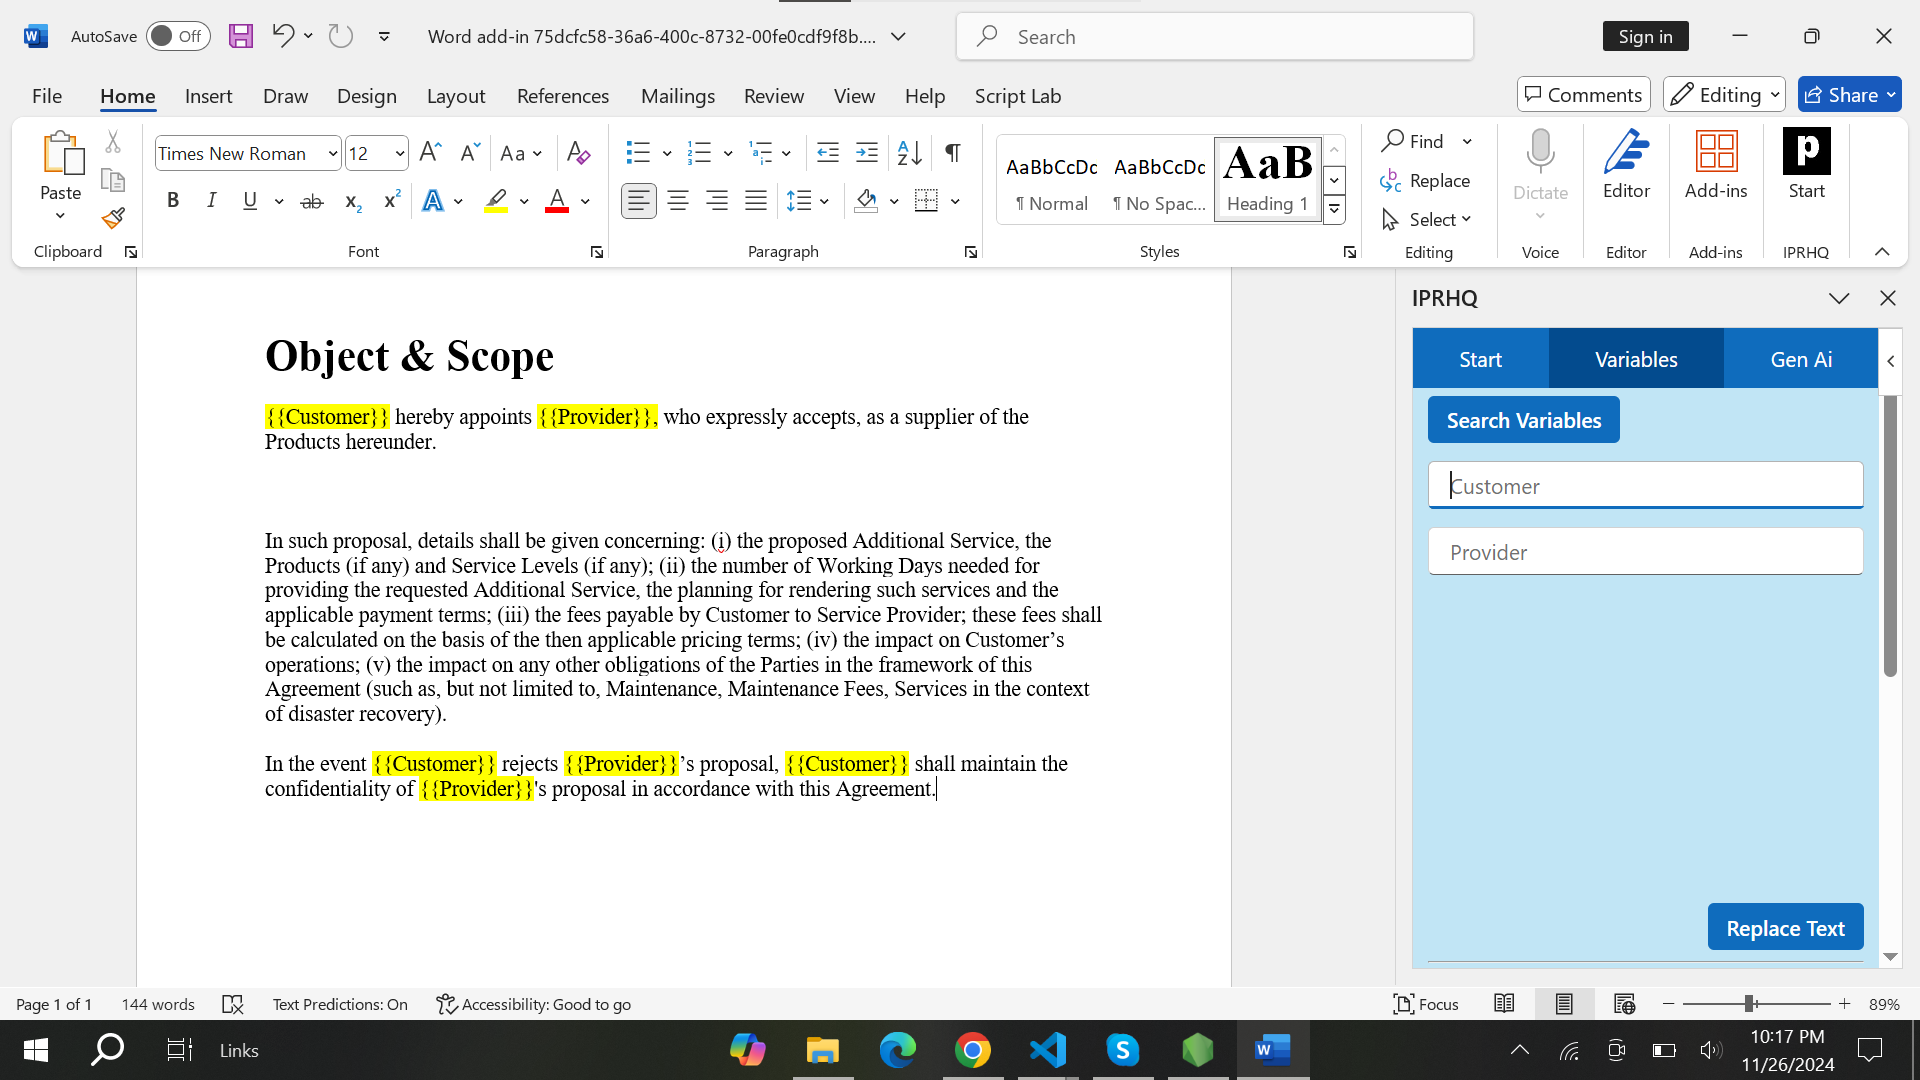 AutoSave Off Word add-in 75dcfc58-36a6-400c-8732-00fe0cdf9f8b.... Search Sign in
File Home Insert Draw Design Layout References Mailings Review View Help Script Lab Comments Editing Share
Paste
Clipboard
Times New Roman 12 Aa
B I U ab x2 x2 A A
Font
Paragraph
AaBbCcDc AaBbCcDc AaB
¶ Normal ¶ No Spac... Heading 1
Styles
Find
Replace
Select
Editing
Dictate
Voice
Editor
Editor
Add-ins
Add-ins
Start
IPRHQ
Object & Scope
{{Customer}} hereby appoints {{Provider}}, who expressly accepts, as a supplier of the
Products hereunder.
In such proposal, details shall be given concerning: (i) the proposed Additional Service, the
Products (if any) and Service Levels (if any); (ii) the number of Working Days needed for
providing the requested Additional Service, the planning for rendering such services and the
applicable payment terms; (iii) the fees payable by Customer to Service Provider; these fees shall
be calculated on the basis of the then applicable pricing terms; (iv) the impact on Customer’s
operations; (v) the impact on any other obligations of the Parties in the framework of this
Agreement (such as, but not limited to, Maintenance, Maintenance Fees, Services in the context
of disaster recovery).
In the event {{Customer}} rejects {{Provider}}’s proposal, {{Customer}} shall maintain the
confidentiality of {{Provider}}'s proposal in accordance with this Agreement.
IPRHQ
Start Variables Gen Ai
Search Variables
Customer
Provider
Replace Text
Page 1 of 1 144 words Text Predictions: On Accessibility: Good to go Focus 89%
Links
10:17 PM
11/26/2024